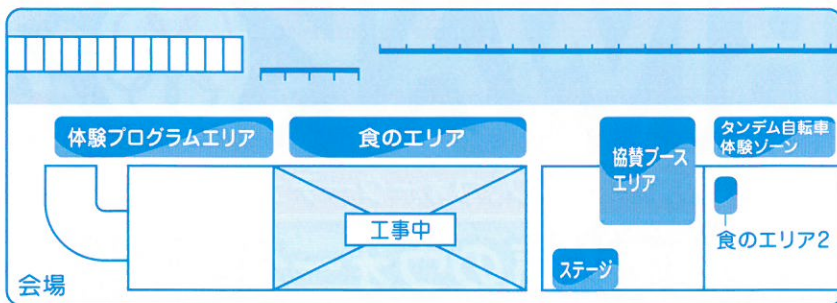 体験プログラムエリア
食のエリア
協賛ブース
エリア
タンデム自転車
体験ゾーン
工事中
食のエリア2
ステージ
会場